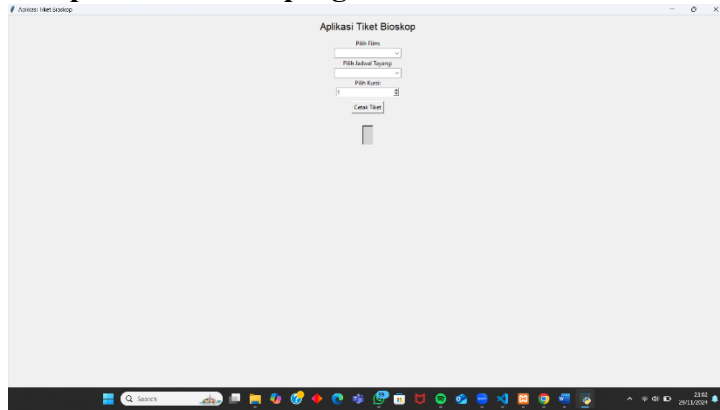 Aplikasi Tiket Bioskop
Aplikasi Tiket Bioskop
Pilih Film:
Pilih Jadwal Tayang:
Pilih Kursi:
1
Cetak Tiket
Search
23:02
29/11/2024